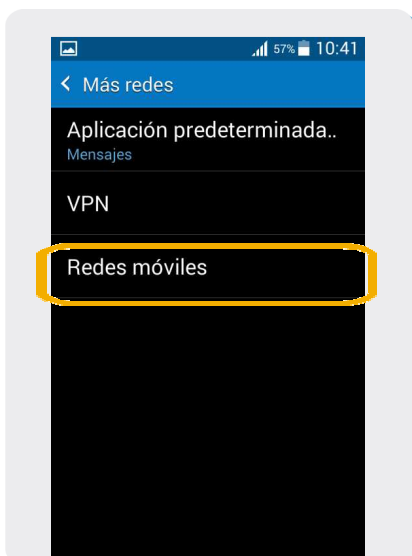 57% 10:41
Más redes
Aplicación predeterminada..
Mensajes
VPN
Redes móviles